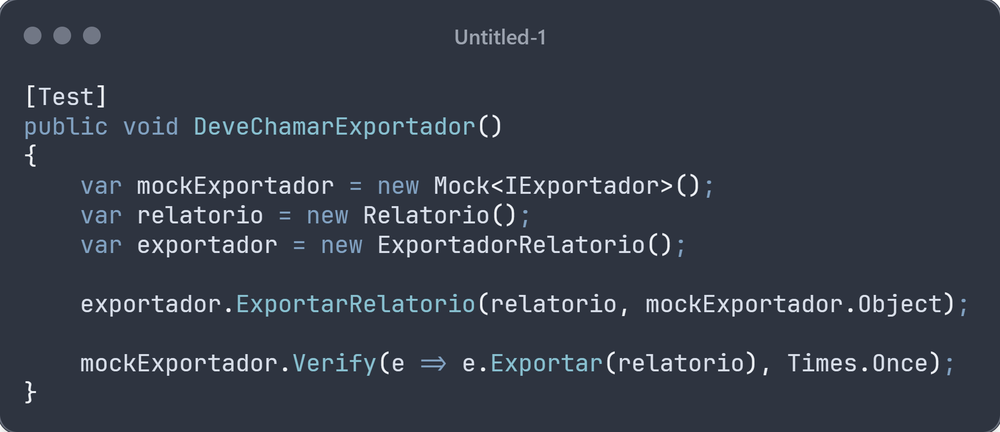 Untitled-1
[Test]
public void DeveChamarExportador()
{
    var mockExportador = new Mock<IExportador>();
    var relatorio = new Relatorio();
    var exportador = new ExportadorRelatorio();
    exportador.ExportarRelatorio(relatorio, mockExportador.Object);
    mockExportador.Verify(e => e.Exportar(relatorio), Times.Once);
}